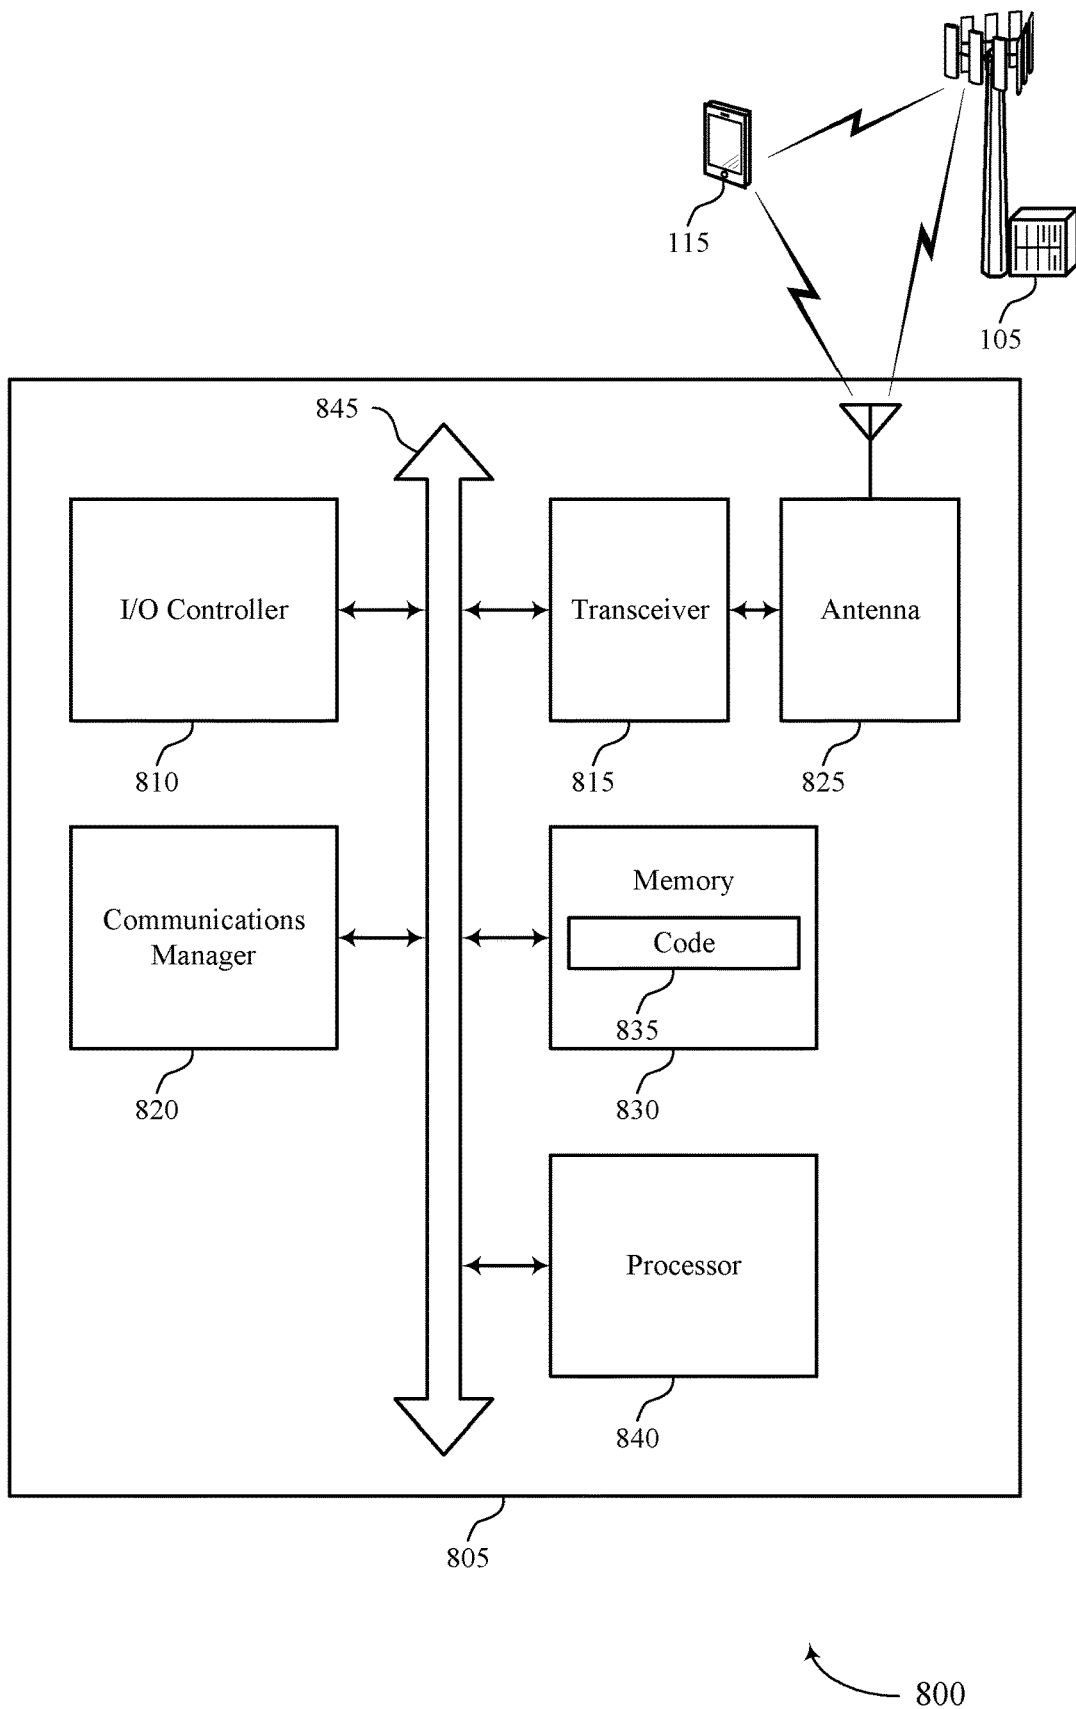 115
105
845
I/O Controller
Transceiver
Antenna
810
815
825
Communications
Manager
Memory
Code
835
820
830
Processor
840
805
800